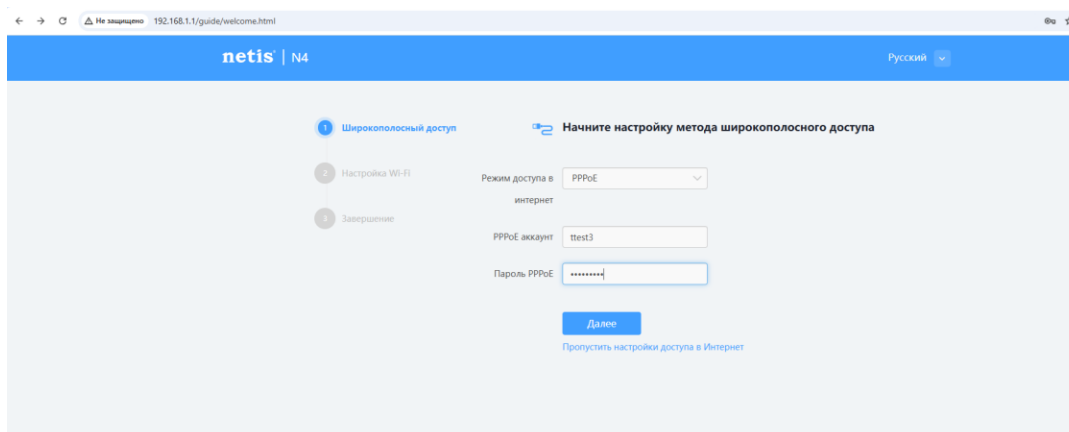 Не защищено 192.168.1.1/guide/welcome.html
netis | N4
Русский
1 Широкополосный доступ
2 Настройка Wi-Fi
3 Завершение
Начните настройку метода широкополосного доступа
Режим доступа в интернет
PPPoE
PPPoE аккаунт
ttest3
Пароль PPPoE
•••••••••
Далее
Пропустить настройки доступа в Интернет